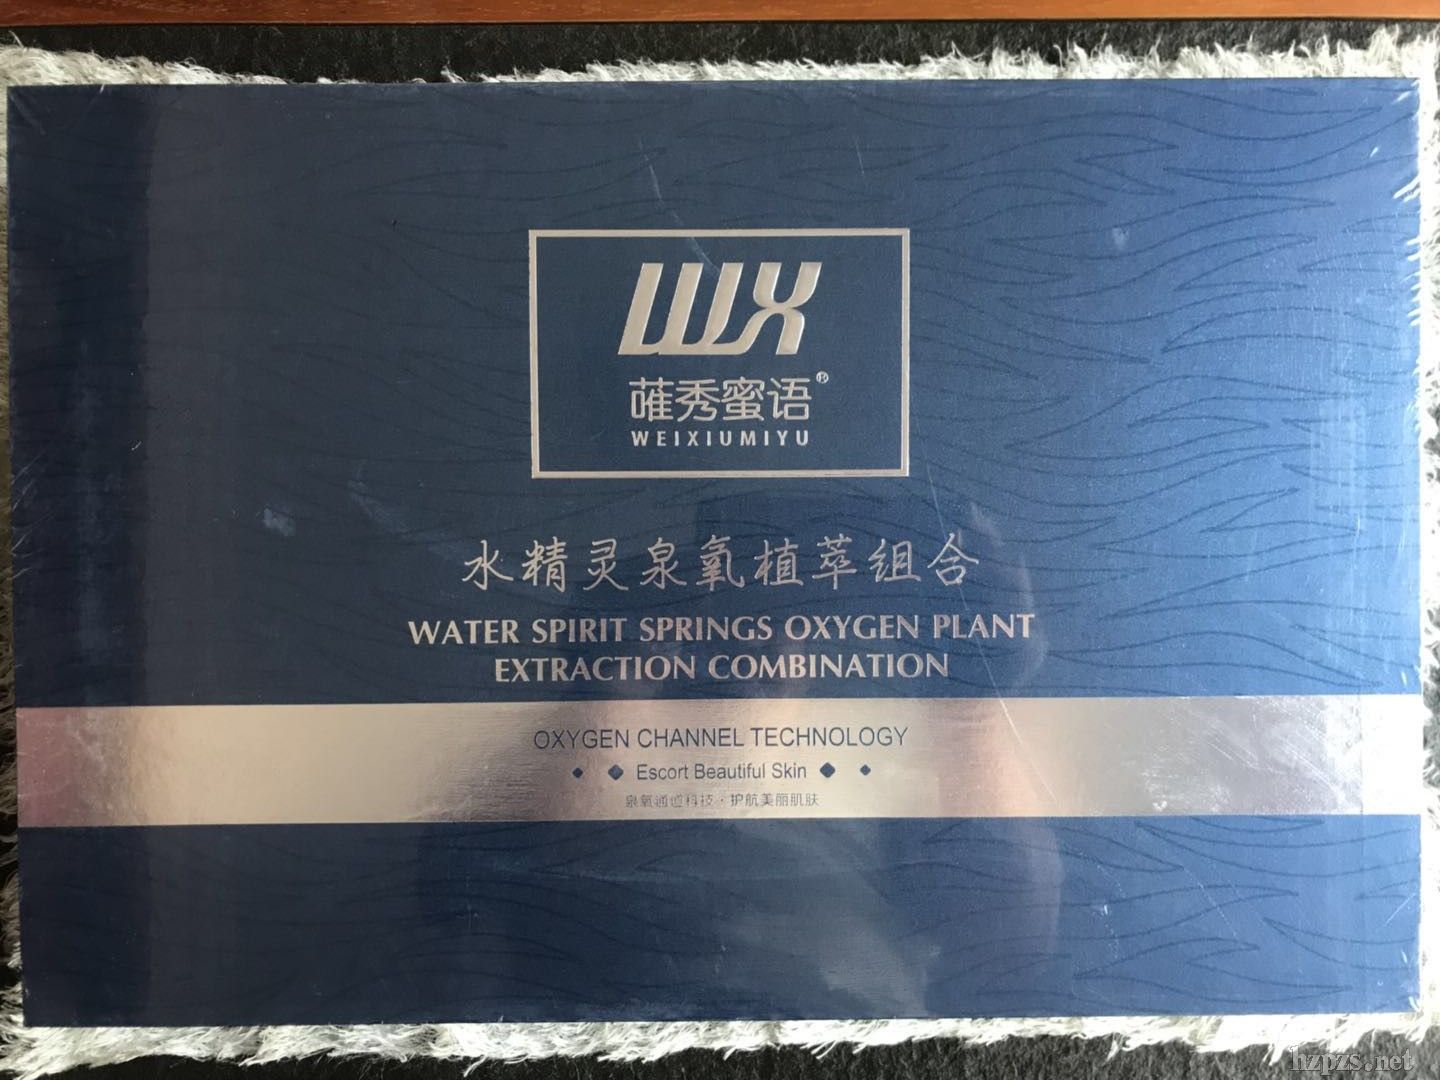 WX
蓶秀蜜语®
WEIXIUMIYU
水精灵泉氧植萃组合
WATER SPIRIT SPRINGS OXYGEN PLANT
EXTRACTION COMBINATION
OXYGEN CHANNEL TECHNOLOGY
Escort Beautiful Skin
泉氧通道科技·护航美丽肌肤
hzpzs.net